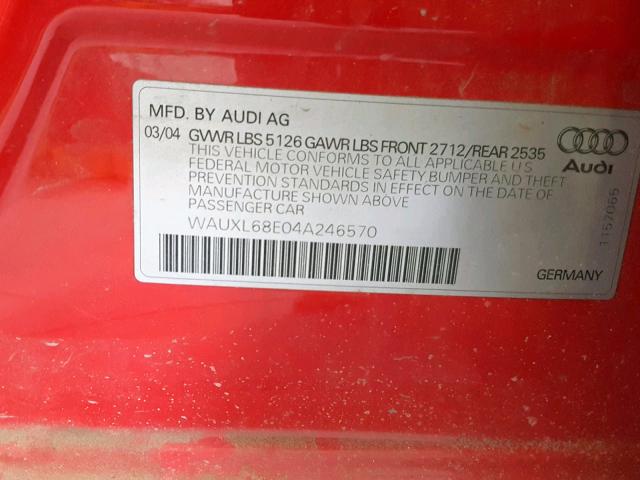 MFD. BY AUDI AG
03/04 GVWR LBS 5126 GAWR LBS FRONT 2712/REAR 2535
THIS VEHICLE CONFORMS TO ALL APPLICABLE U S
FEDERAL MOTOR VEHICLE SAFETY BUMPER AND THEFT
PREVENTION STANDARDS IN EFFECT ON THE DATE OF
MANUFACTURE SHOWN ABOVE
PASSENGER CAR
WAUXL68E04A246570
Audi
1157065
GERMANY